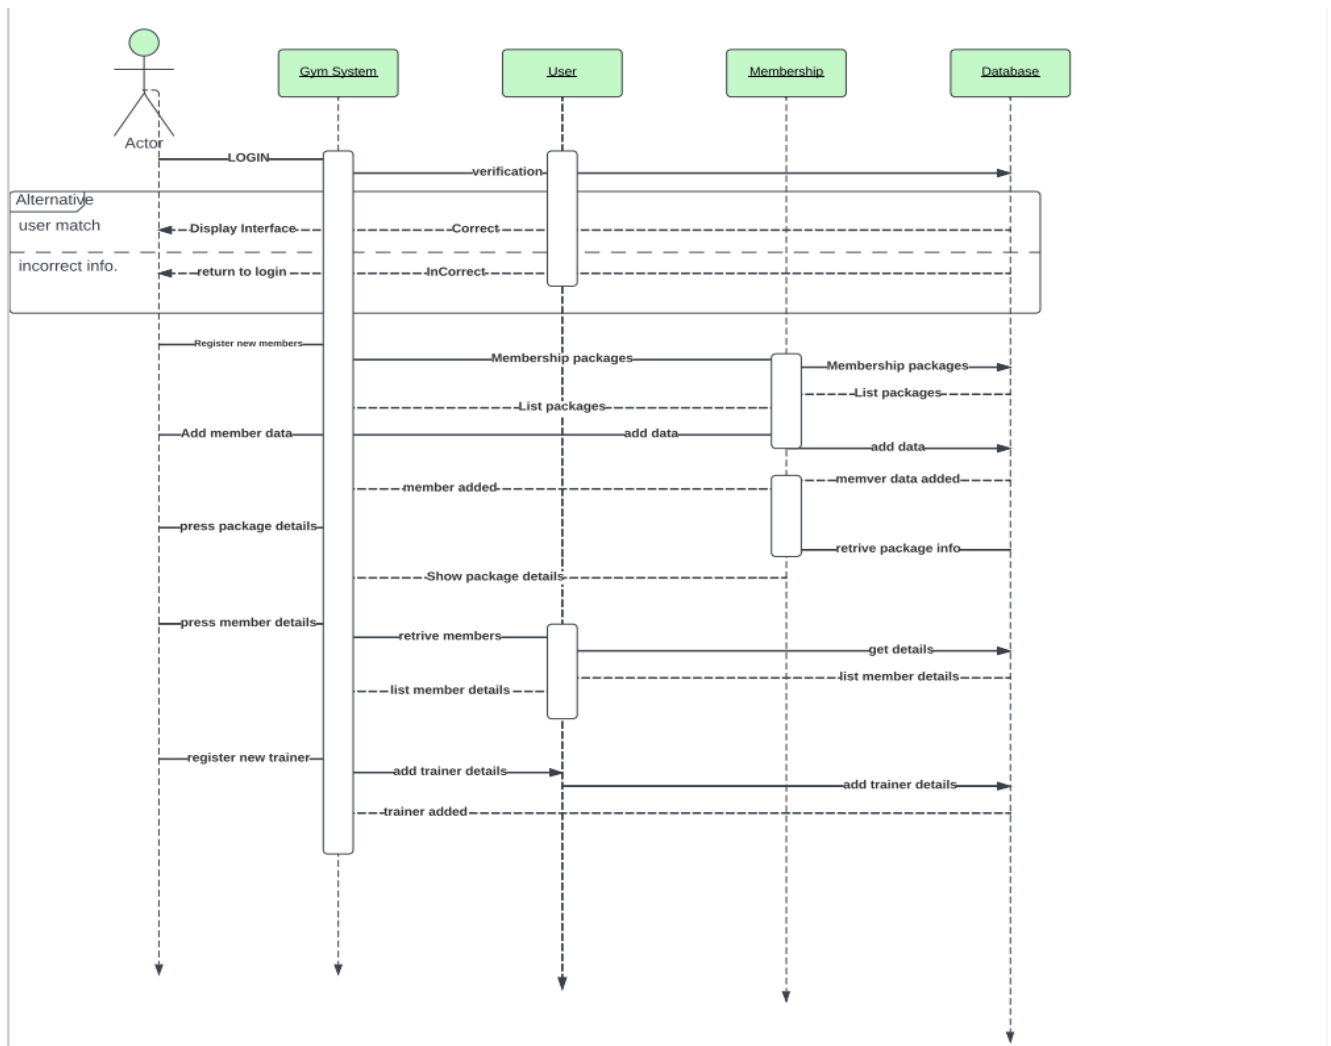 Gym System
User
Membership
Database
Actor
LOGIN
verification
Alternative
user match
Display Interface
Correct
incorrect info.
return to login
InCorrect
Register new members
Membership packages
Membership packages
List packages
List packages
Add member data
add data
add data
memver data added
member added
press package details
retrive package info
Show package details
press member details
retrive members
get details
list member details
list member details
register new trainer
add trainer details
add trainer details
trainer added